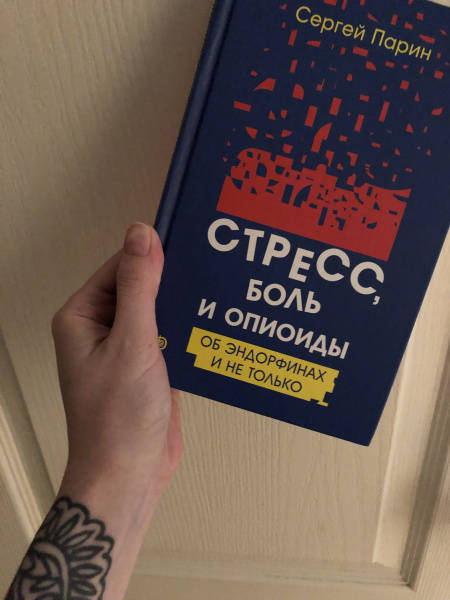 Сергей Парин
СТРЕСС,
БОЛЬ
И ОПИОИДЫ
ОБ ЭНДОРФИНАХ
И НЕ ТОЛЬКО